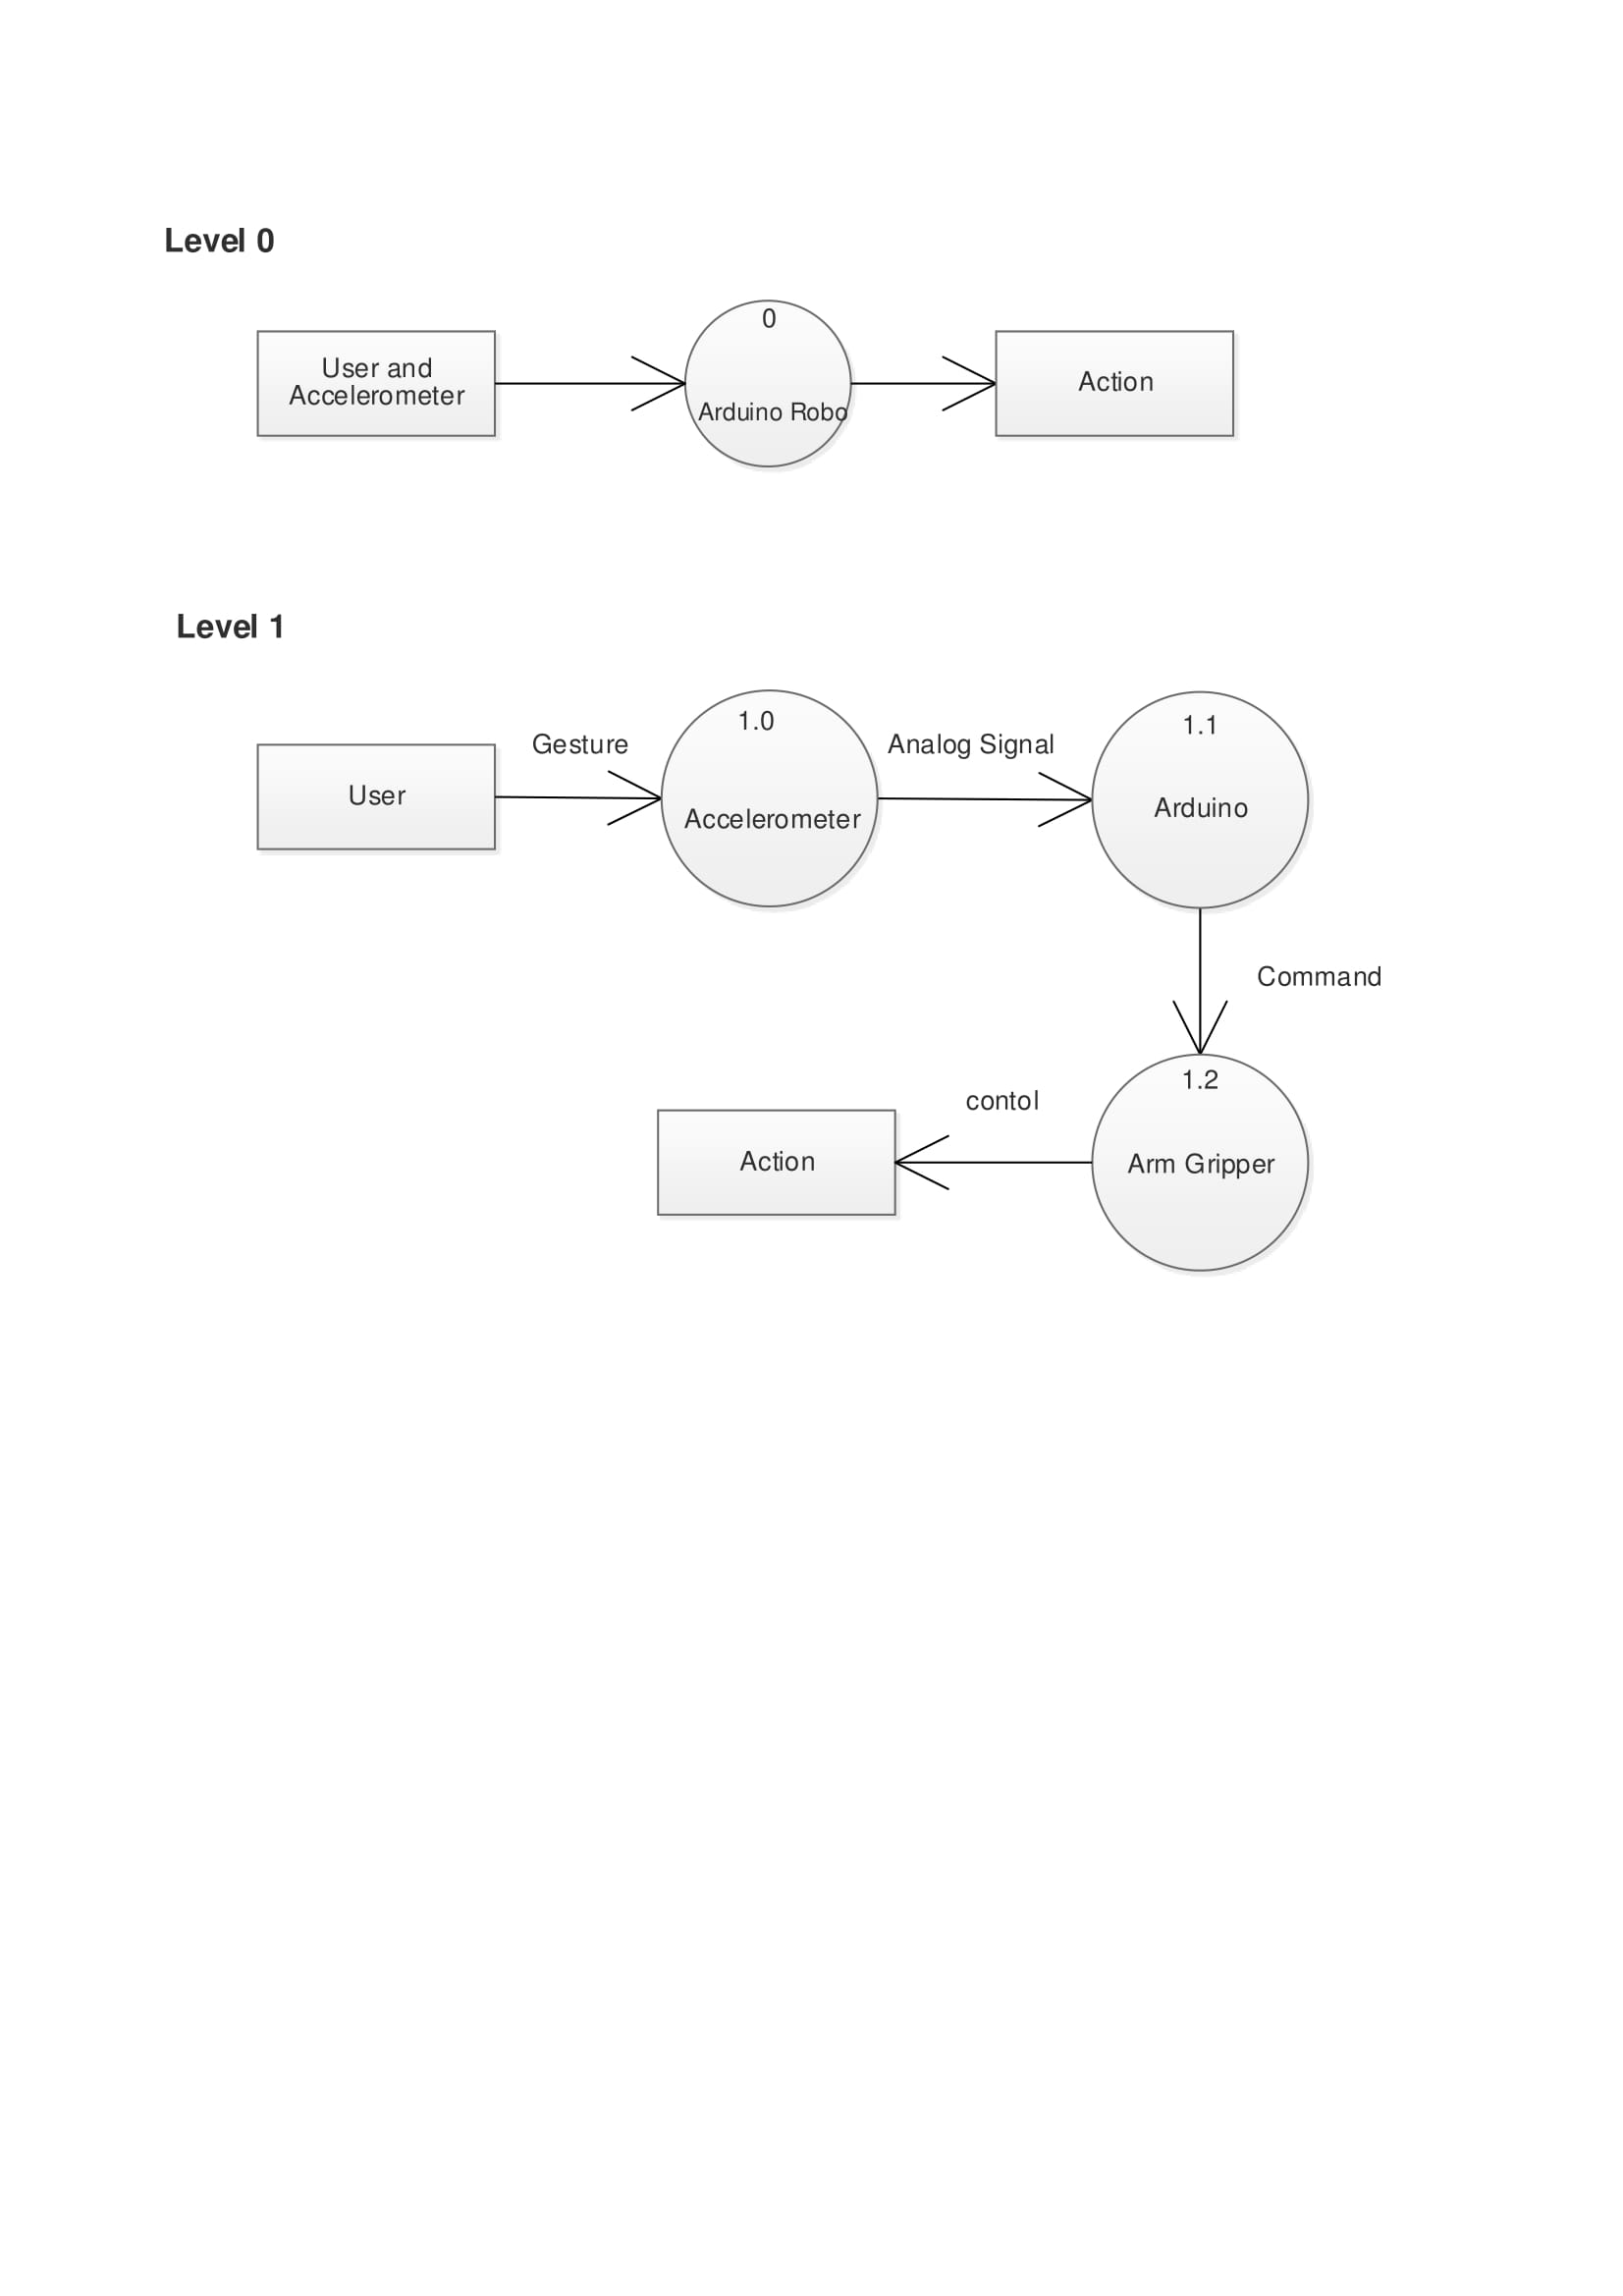 Level 0
0
User and
Accelerometer
Arduino Robo
Action
Level 1
Gesture
1.0
Analog Signal
1.1
User
Accelerometer
Arduino
Command
1.2
contol
Action
Arm Gripper